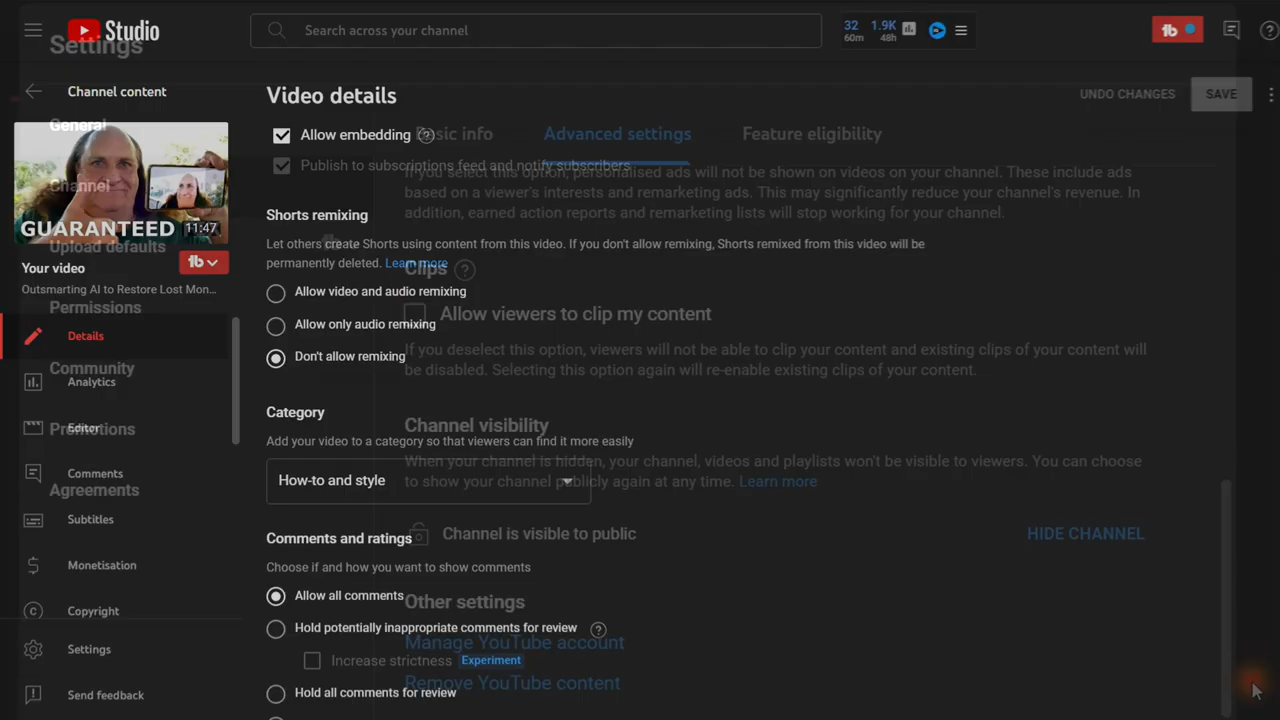 Studio
Search across your channel
32
60m
1.9K
48h
Settings
Channel content
General
GUARANTEED
11:47
Channel
Upload defaults
Your video
Outsmarting AI to Restore Lost Mon...
Permissions
Details
Community
Analytics
Editor
Promotions
Comments
Agreements
Subtitles
Monetisation
Copyright
Settings
Send feedback
Video details
UNDO CHANGES
SAVE
Allow embedding
Basic info
Advanced settings
Feature eligibility
Publish to subscriptions feed and notify subscribers
If you select this option, personalised ads will not be shown on videos on your channel. These include ads
based on a viewer's interests and remarketing ads. This may significantly reduce your channel's revenue. In
addition, earned action reports and remarketing lists will stop working for your channel.
Shorts remixing
Let others create Shorts using content from this video. If you don't allow remixing, Shorts remixed from this video will be
permanently deleted. Learn more
Clips
Allow video and audio remixing
Allow viewers to clip my content
Allow only audio remixing
Don't allow remixing
If you deselect this option, viewers will not be able to clip your content and existing clips of your content will
be disabled. Selecting this option again will re-enable existing clips of your content.
Category
Channel visibility
Add your video to a category so that viewers can find it more easily
When your channel is hidden, your channel, videos and playlists won't be visible to viewers. You can choose
to show your channel publicly again at any time. Learn more
How-to and style
Comments and ratings
Channel is visible to public
HIDE CHANNEL
Choose if and how you want to show comments
Allow all comments
Other settings
Hold potentially inappropriate comments for review
Manage YouTube account
Increase strictness
Experiment
Remove YouTube content
Hold all comments for review